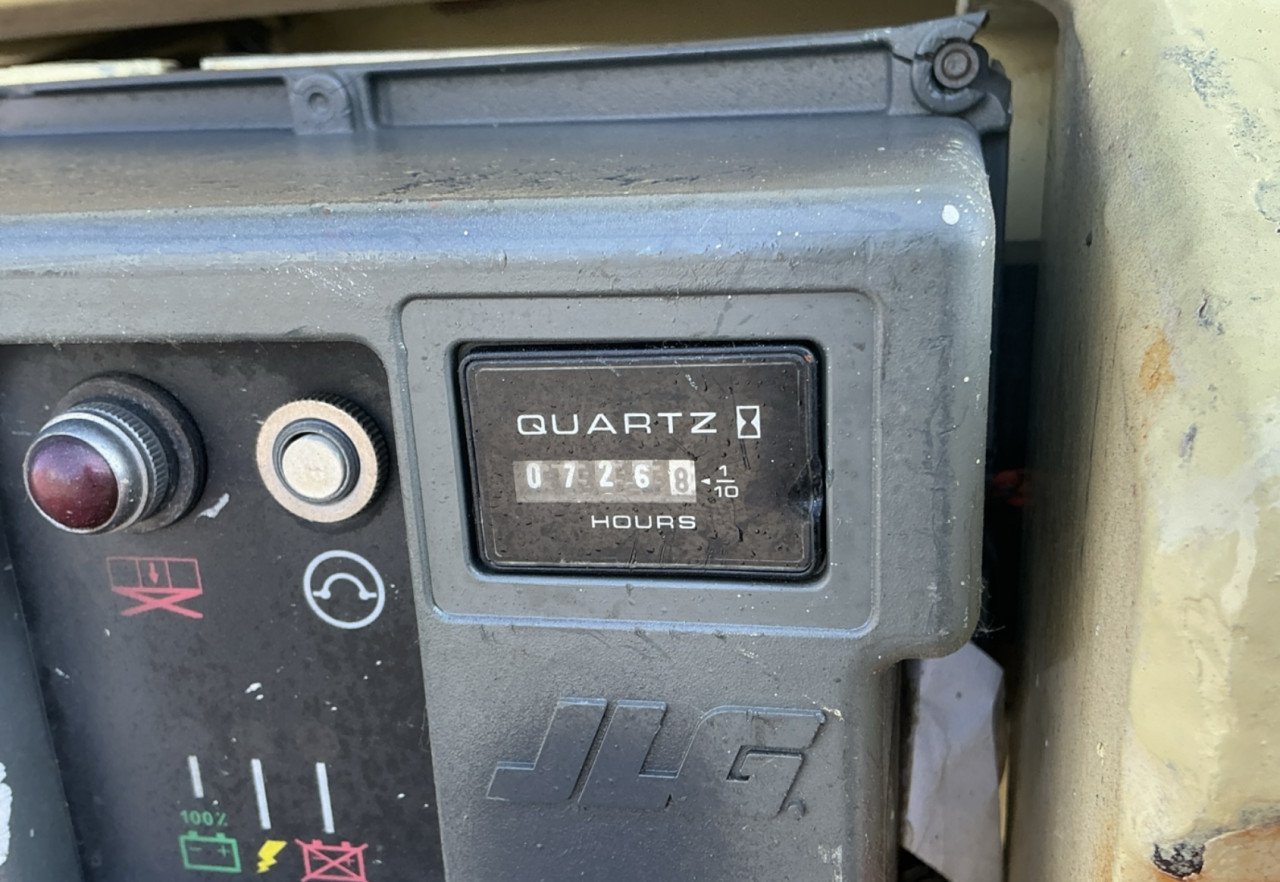 QUARTZ
07268 1/10
HOURS
JLG
100%
- +
- +